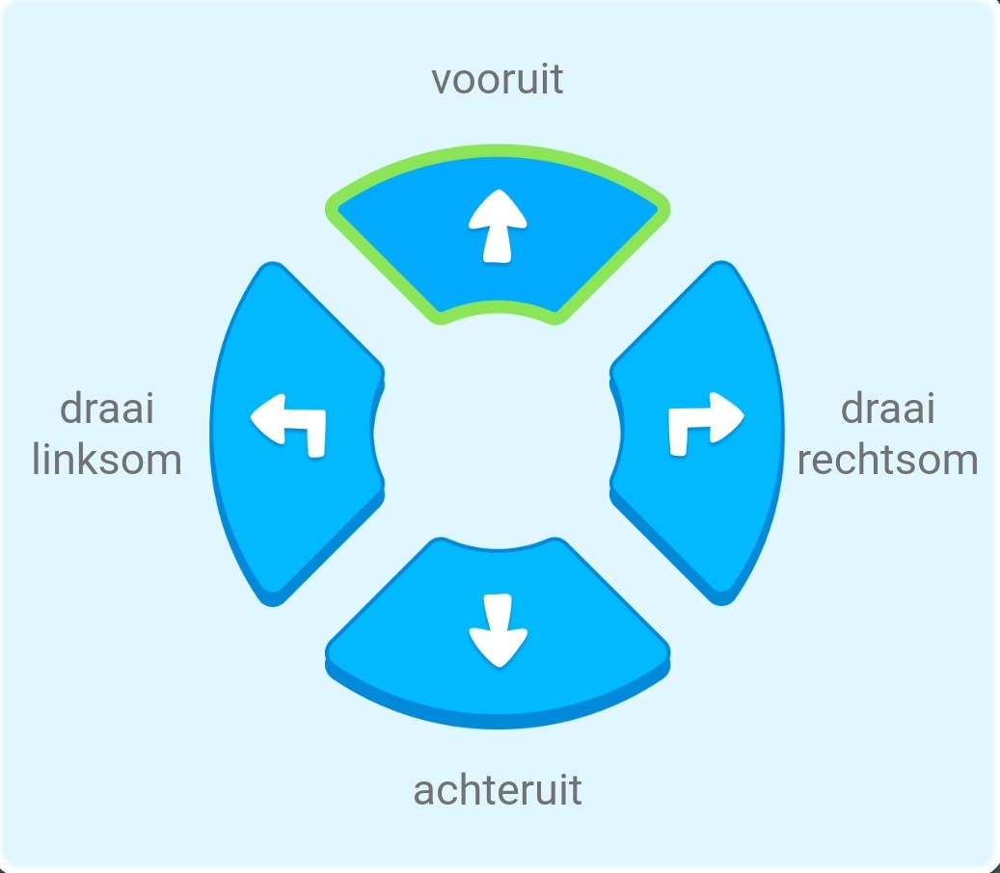 vooruit
draai
linksom
draai
rechtsom
achteruit